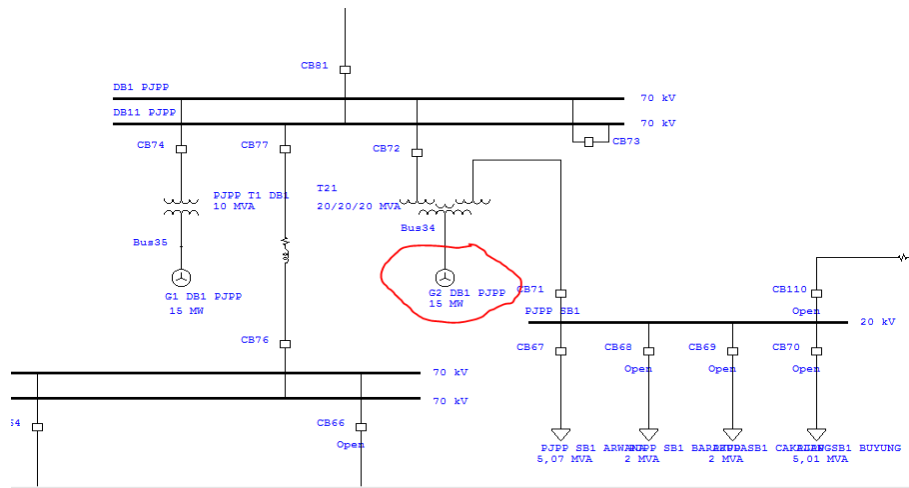 CB81
DB1 PJPP
70 kV
DB11 PJPP
70 kV
CB74
CB77
CB72
CB73
PJPP T1 DB1
10 MVA
T21
20/20/20 MVA
Bus35
Bus34
G1 DB1 PJPP
15 MW
G2 DB1 PJPP
15 MW
CB71
CB110
Open
PJPP SB1
20 kV
CB76
CB67
CB68
Open
CB69
Open
CB70
Open
70 kV
70 kV
54
CB66
Open
PJPP SB1
5,07 MVA
2 MVA
2 MVA
SB1 BUYUNG
5,01 MVA